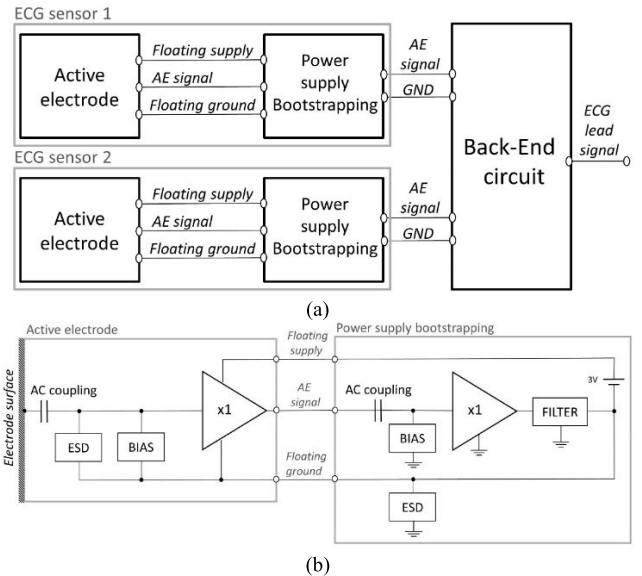 ECG sensor 1
Active
electrode
Floating supply
AE signal
Floating ground
Power
supply
Bootstrapping
AE
signal
GND
Back-End
circuit
ECG
lead
signal
ECG sensor 2
Active
electrode
Floating supply
AE signal
Floating ground
Power
supply
Bootstrapping
AE
signal
GND
(a)
Active electrode
Floating
supply
Power supply bootstrapping
Electrode surface
AC coupling
ESD
BIAS
x1
AE
signal
Floating
ground
AC coupling
BIAS
x1
FILTER
3V
ESD
(b)